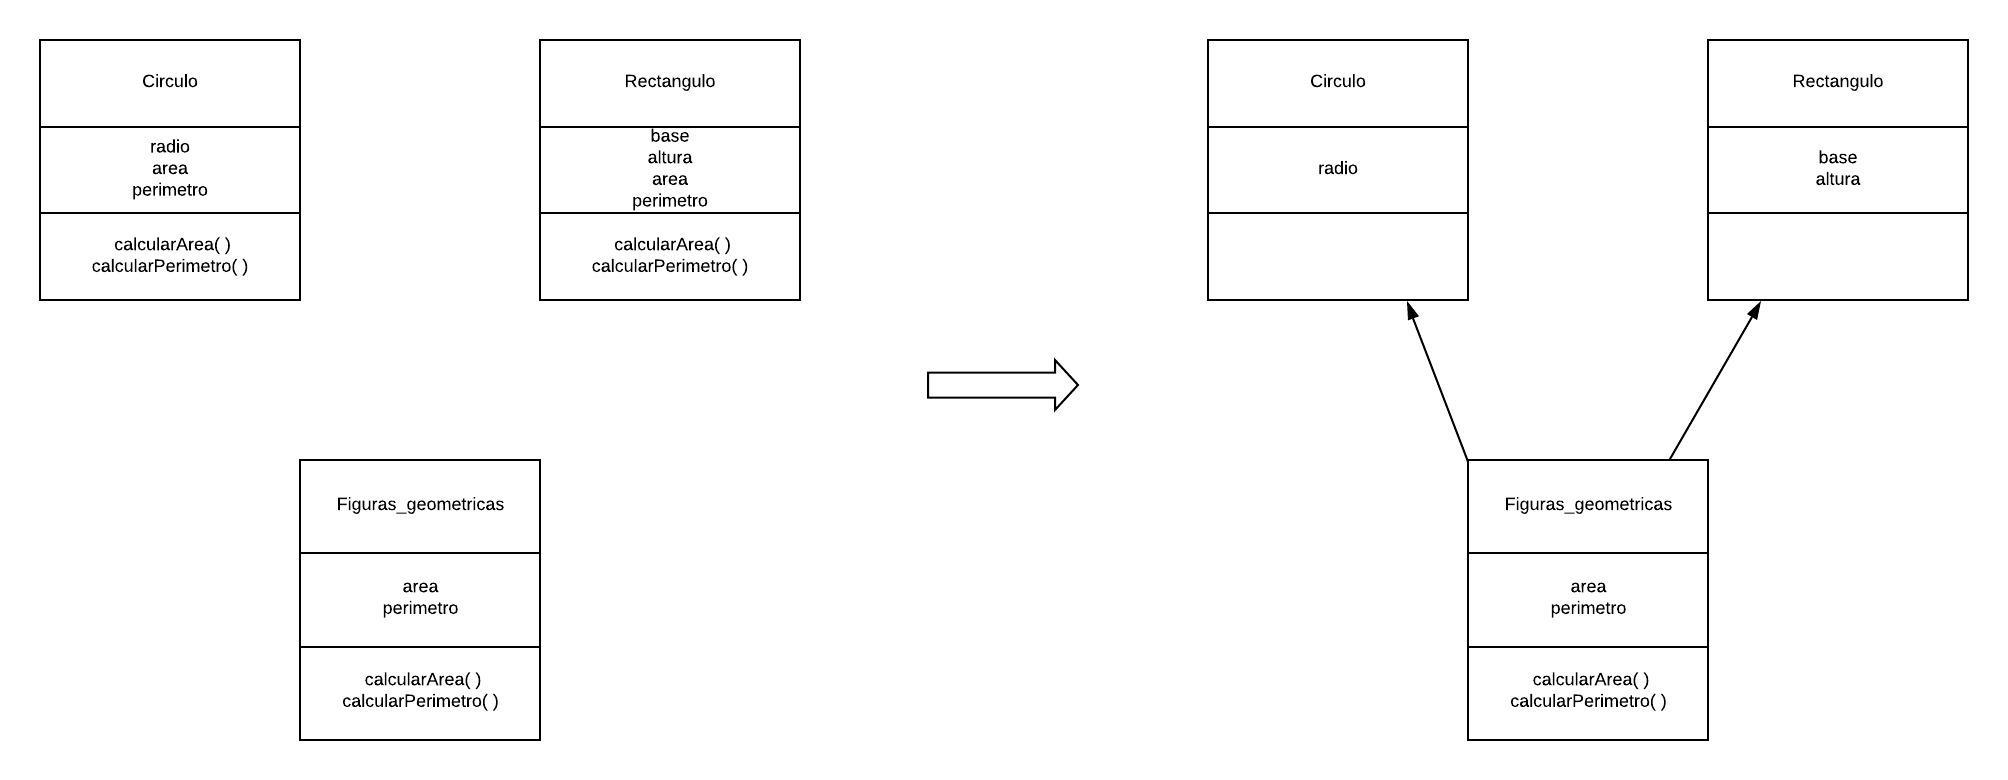 Circulo
radio
area
perimetro
calcularArea( )
calcularPerimetro( )
Rectangulo
base
altura
area
perimetro
calcularArea( )
calcularPerimetro( )
Figuras_geometricas
area
perimetro
calcularArea( )
calcularPerimetro( )
Circulo
radio
Rectangulo
base
altura
Figuras_geometricas
area
perimetro
calcularArea( )
calcularPerimetro( )